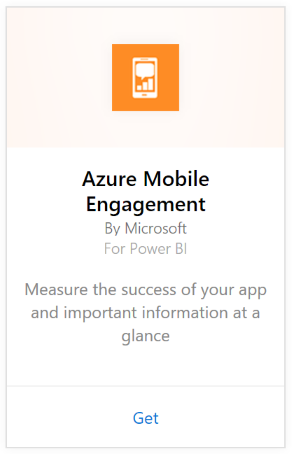 Azure Mobile
Engagement
By Microsoft
For Power BI
Measure the success of your app
and important information at a
glance
Get